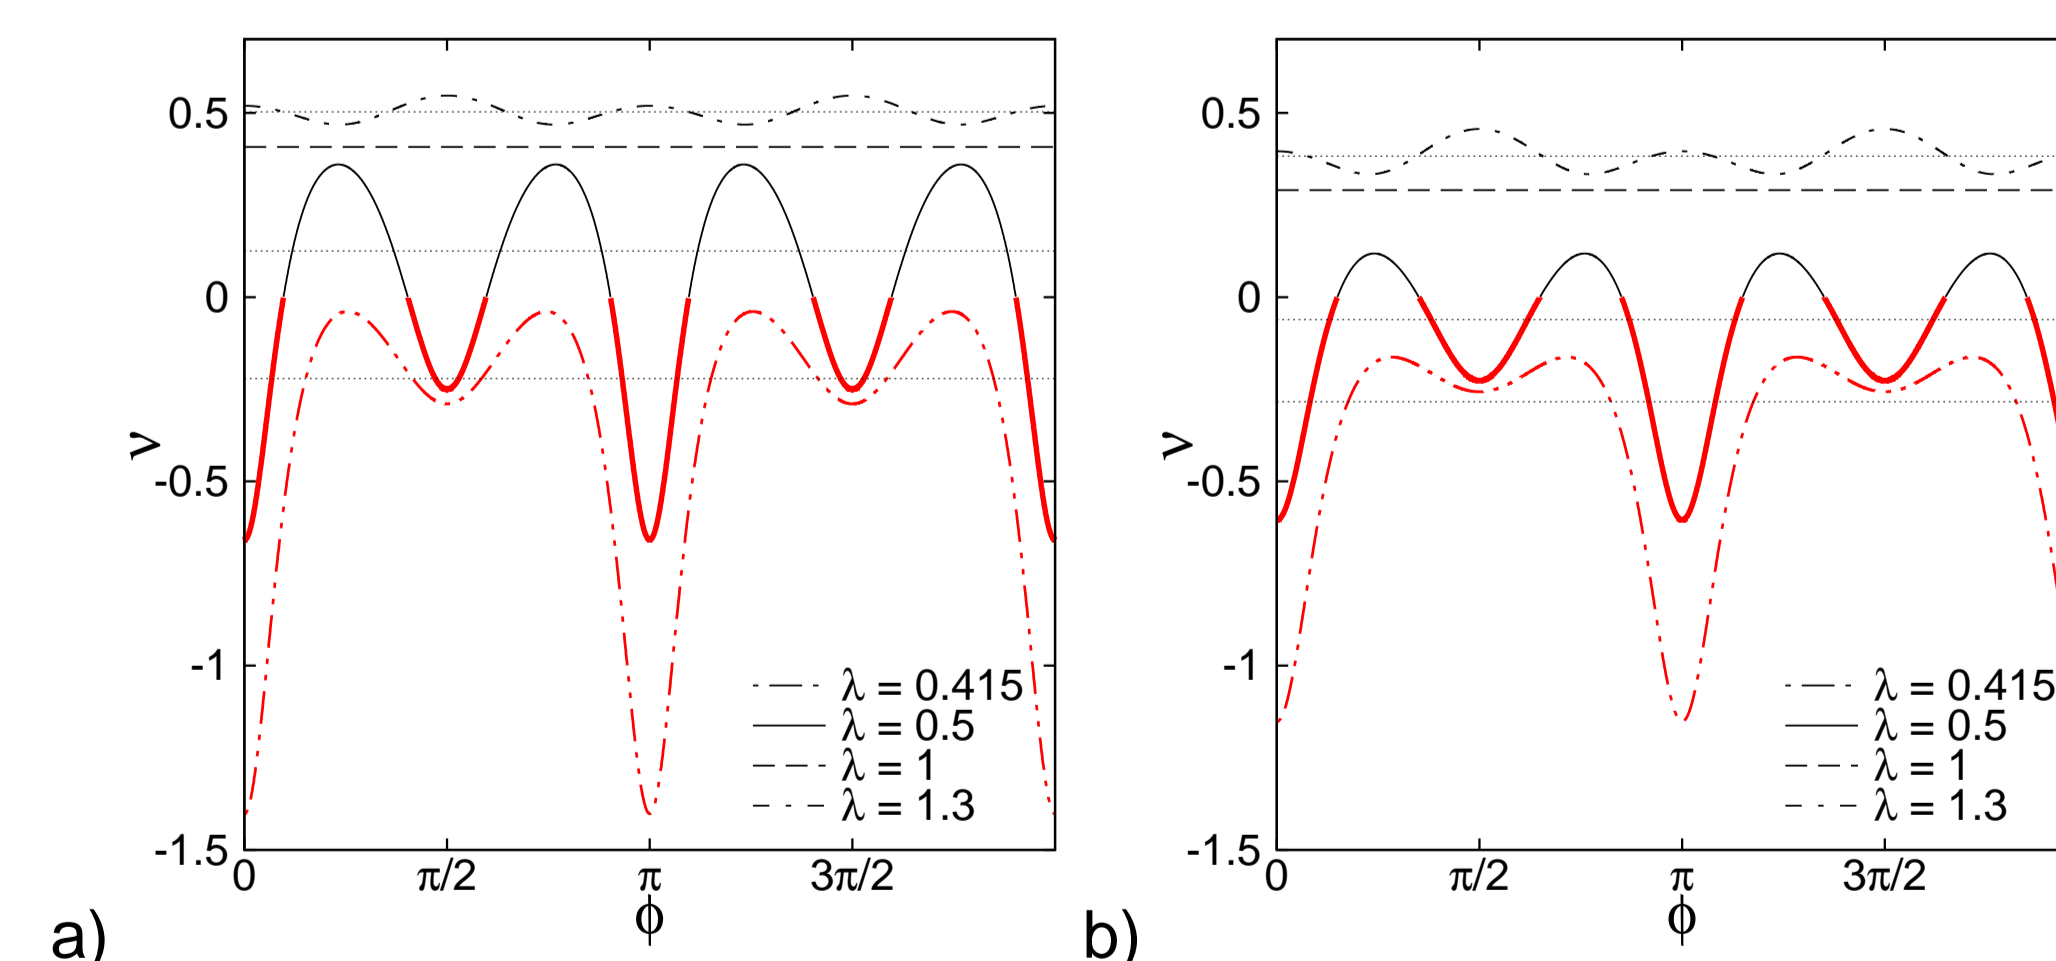 0.5
0
-0.5
-1
-1.5
ν
0 π/2 π 3π/2
ϕ
λ = 0.415
λ = 0.5
λ = 1
λ = 1.3
a)
0.5
0
-0.5
-1
-1.5
ν
0 π/2 π 3π/2
ϕ
λ = 0.415
λ = 0.5
λ = 1
λ = 1.3
b)